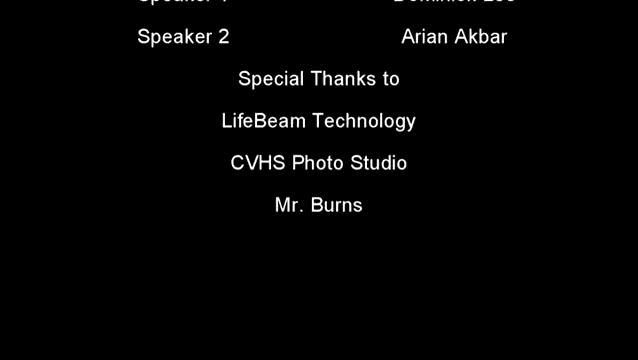 Speaker 2 Arian Akbar
Special Thanks to
LifeBeam Technology
CVHS Photo Studio
Mr. Burns